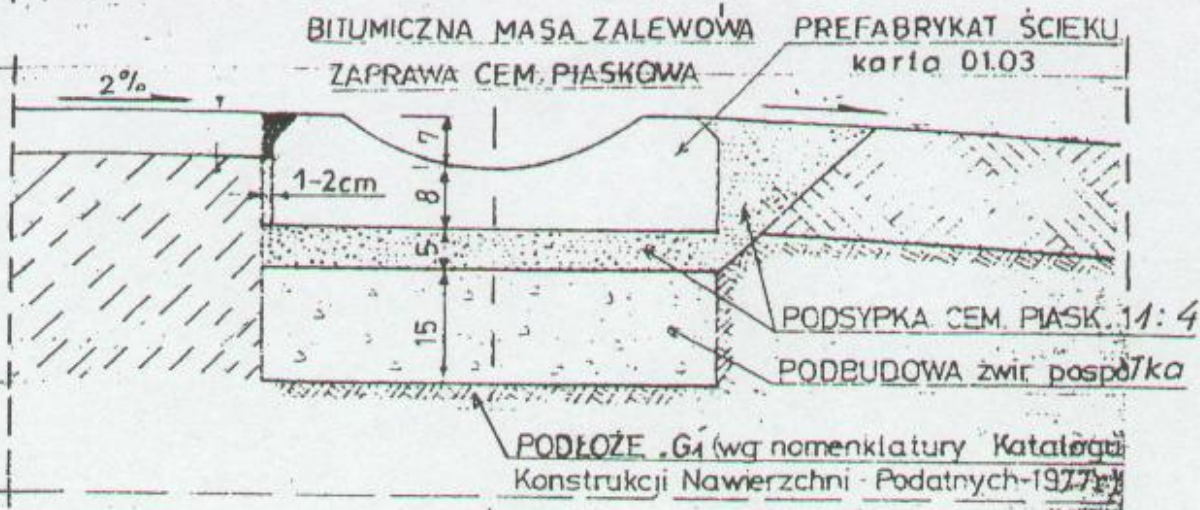 BITUMICZNA MASA ZALEWOWA
ZAPRAWA CEM. PIASKOWA
PREFABRYKAT ŚCIEKU
karta 01.03
2%
7
1-2cm
8
5
15
PODSYPKA CEM. PIASK. 1:4
PODBUDOWA żwir pospółka
PODŁOŻE G1 (wg nomenklatury Katalogu
Konstrukcji Nawierzchni Podatnych-1977r)